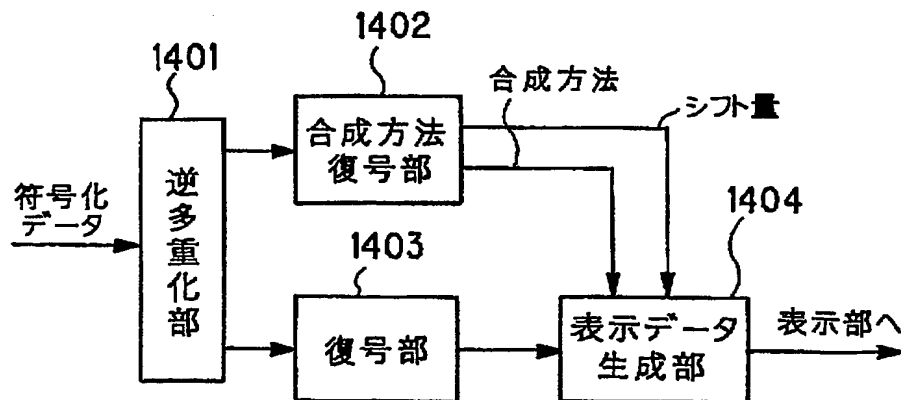 1401
1402
合成方法
シフト量
符号化
データ
逆多重化部
合成方法
復号部
1403
復号部
1404
表示データ
生成部
表示部へ